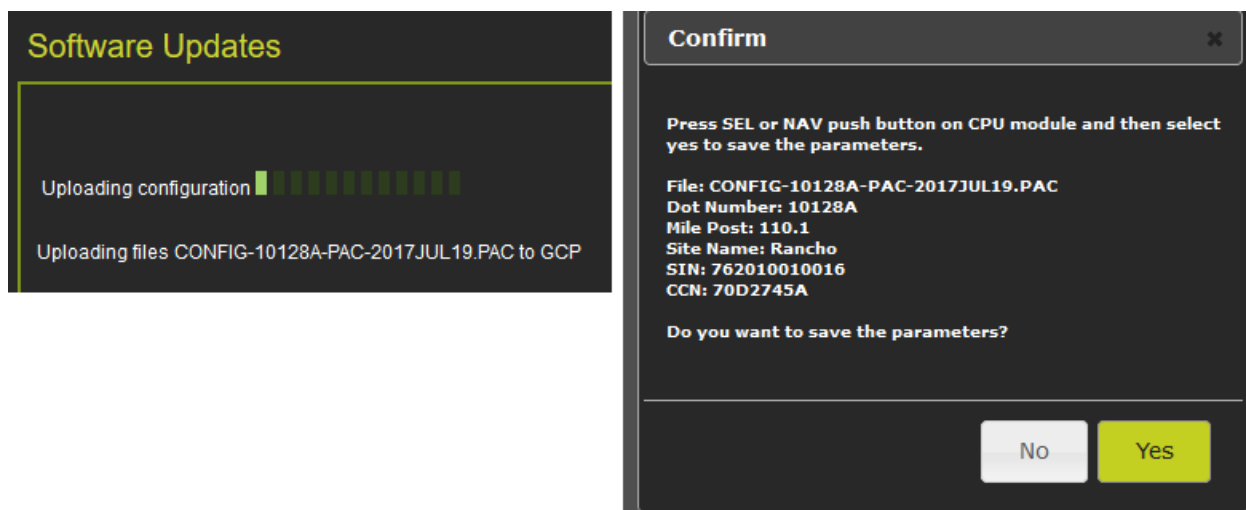 Software Updates
Uploading configuration
Uploading files CONFIG-10128A-PAC-2017JUL19.PAC to GCP
Confirm
Press SEL or NAV push button on CPU module and then select
yes to save the parameters.
File: CONFIG-10128A-PAC-2017JUL19.PAC
Dot Number: 10128A
Mile Post: 110.1
Site Name: Rancho
SIN: 762010010016
CCN: 70D2745A
Do you want to save the parameters?
No
Yes